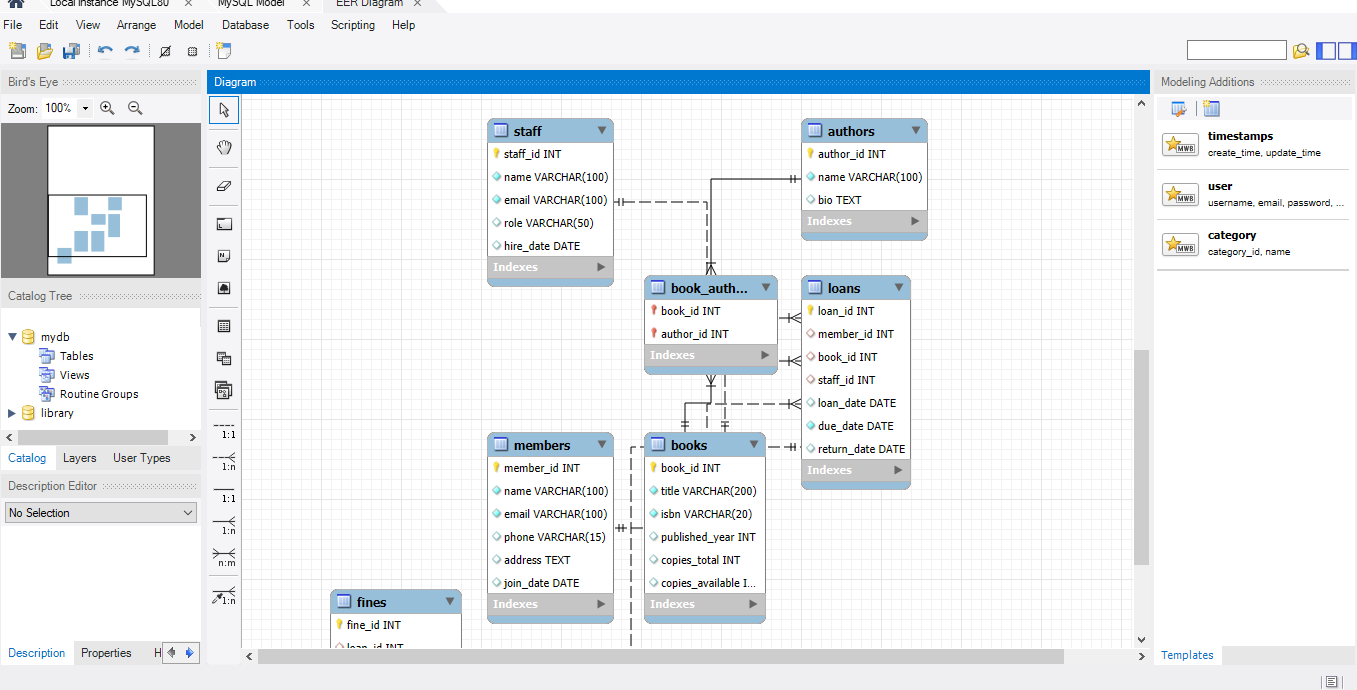 Local instance MySQL80
MySQL Model
EER Diagram
File Edit View Arrange Model Database Tools Scripting Help
Bird's Eye
Zoom: 100%
Catalog Tree
mydb
Tables
Views
Routine Groups
library
Catalog Layers User Types
Description Editor
No Selection
Description Properties H
Diagram
1:1
1:n
1:1
1:n
n:m
1:n
staff
staff_id INT
name VARCHAR(100)
email VARCHAR(100)
role VARCHAR(50)
hire_date DATE
Indexes
authors
author_id INT
name VARCHAR(100)
bio TEXT
Indexes
book_auth...
book_id INT
author_id INT
Indexes
loans
loan_id INT
member_id INT
book_id INT
staff_id INT
loan_date DATE
due_date DATE
return_date DATE
Indexes
members
member_id INT
name VARCHAR(100)
email VARCHAR(100)
phone VARCHAR(15)
address TEXT
join_date DATE
Indexes
books
book_id INT
title VARCHAR(200)
isbn VARCHAR(20)
published_year INT
copies_total INT
copies_available I...
Indexes
fines
fine_id INT
loan_id INT
Modeling Additions
MWB
timestamps
create_time, update_time
MWB
user
username, email, password, ...
MWB
category
category_id, name
Templates